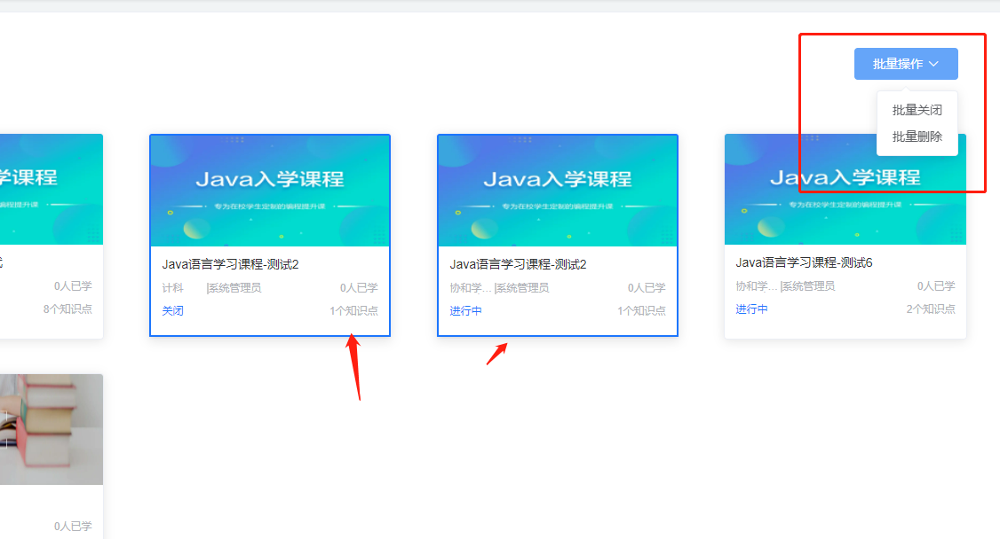 批量操作
批量关闭
批量删除
学课程
编程提升课
0人已学
8个知识点
Java入学课程
专为在校学生定制的编程提升课
Java语言学习课程-测试2
计科 |系统管理员 0人已学
关闭 1个知识点
Java入学课程
专为在校学生定制的编程提升课
Java语言学习课程-测试2
协和学... |系统管理员 0人已学
进行中 1个知识点
Java入学课程
专为在校学生定制的编程提升课
Java语言学习课程-测试6
协和学... |系统管理员 0人已学
进行中 2个知识点
0人已学